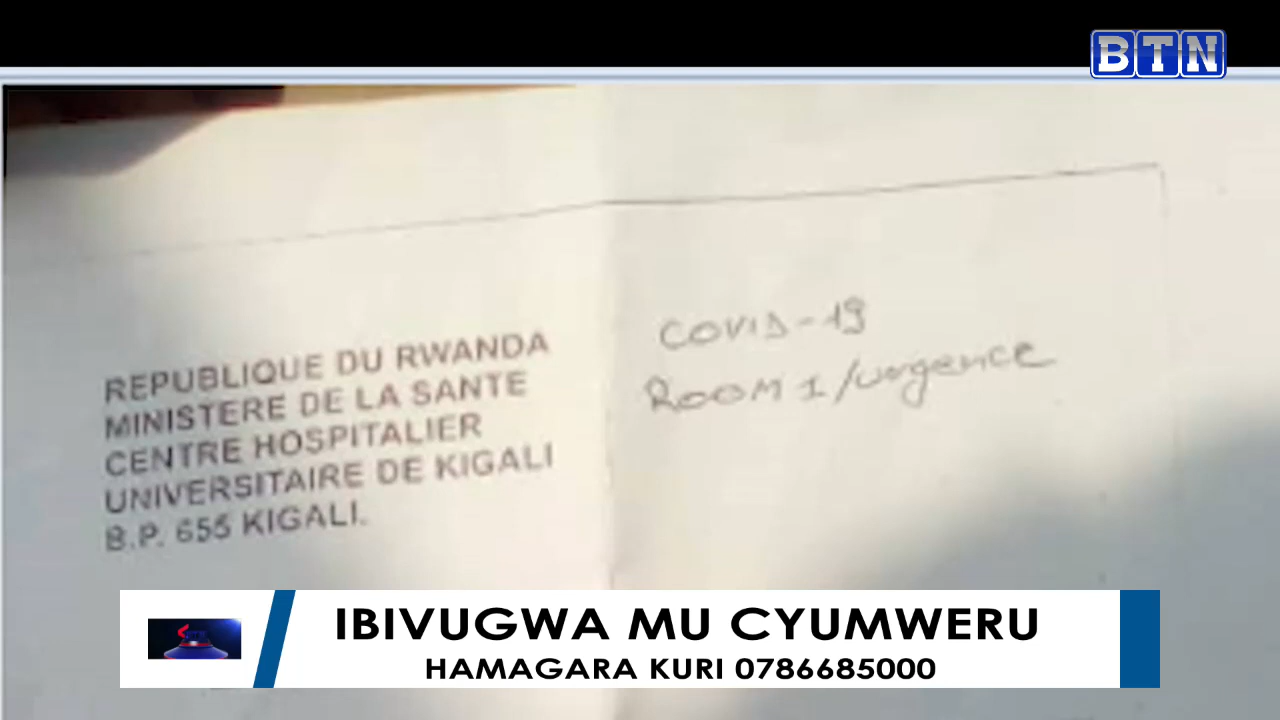 BTN
REPUBLIQUE DU RWANDA
MINISTERE DE LA SANTE
CENTRE HOSPITALIER
UNIVERSITAIRE DE KIGALI
B.P. 655 KIGALI.
COVID-19
ROOM 1/urgence
IBIVUGWA MU CYUMWERU
HAMAGARA KURI 0786685000